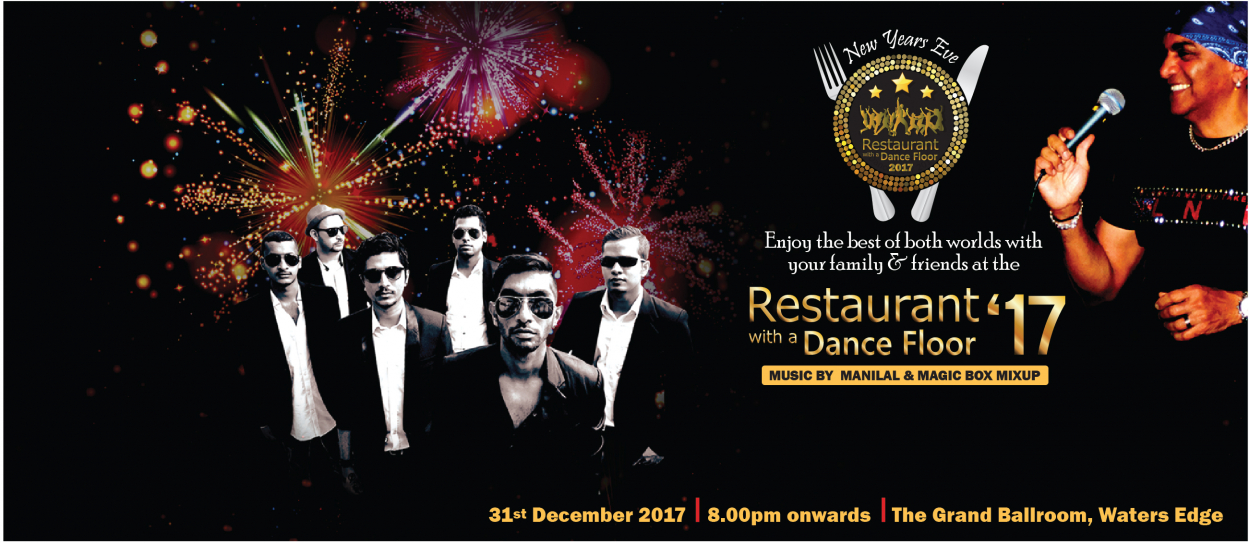 New Years Eve
Restaurant
with a Dance Floor
2017
Enjoy the best of both worlds with
your family & friends at the
Restaurant '17
with a Dance Floor
MUSIC BY MANILAL & MAGIC BOX MIXUP
31st December 2017 | 8.00pm onwards | The Grand Ballroom, Waters Edge